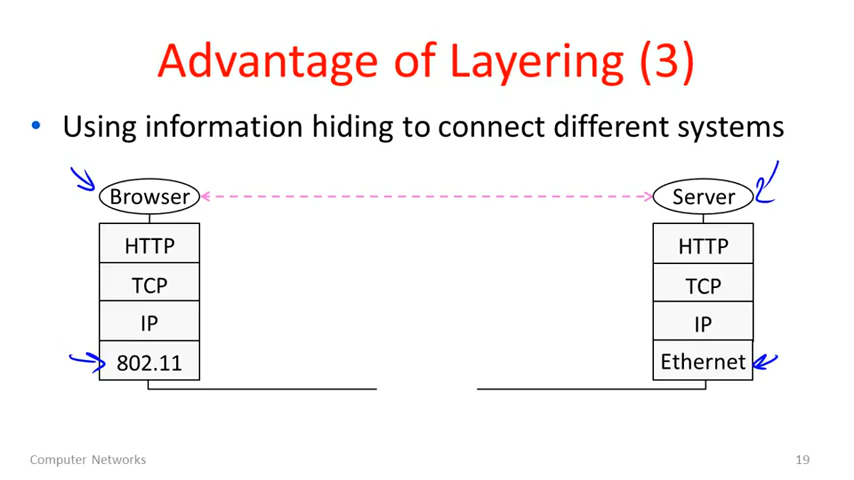 Advantage of Layering (3)
• Using information hiding to connect different systems
Browser
Server
HTTP
HTTP
TCP
TCP
IP
IP
802.11
Ethernet
Computer Networks
19